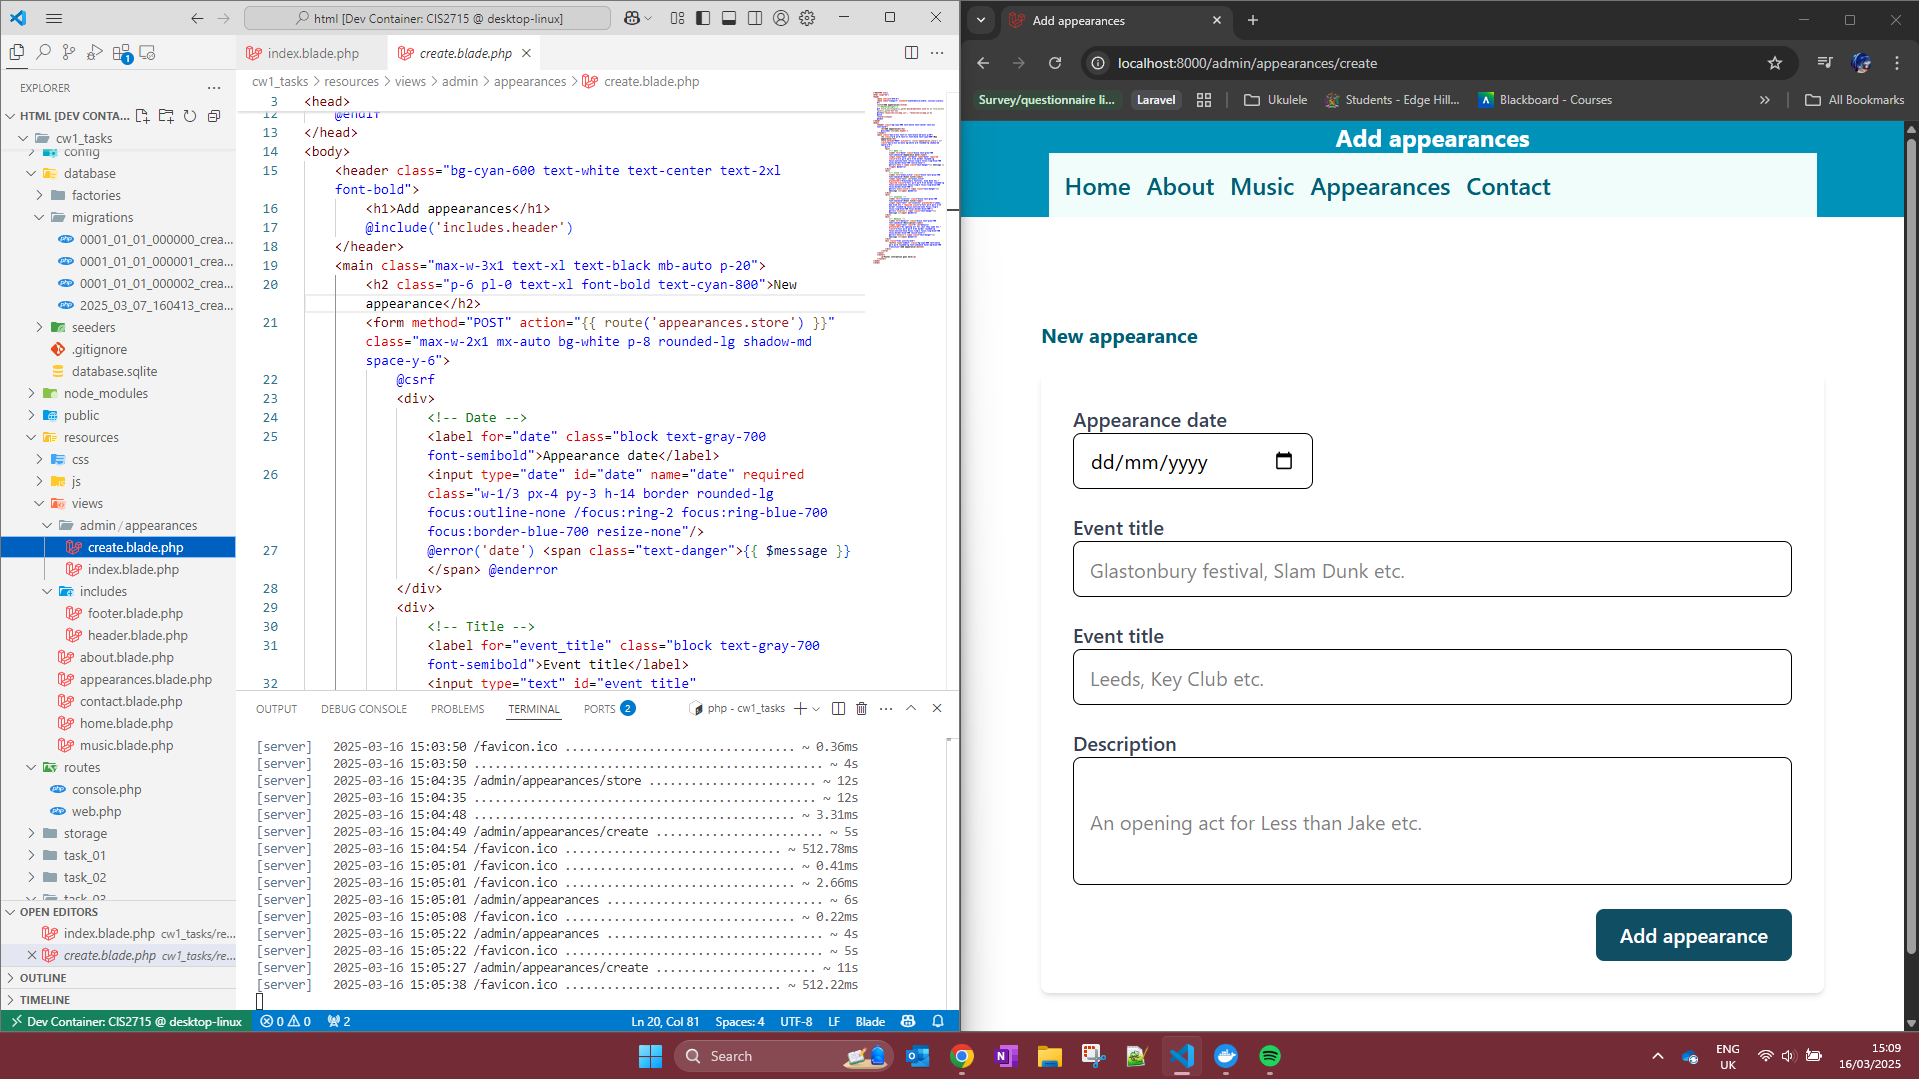 html [Dev Container: CIS2715 @ desktop-linux]
EXPLORER
HTML [DEV CONTA...
cw1_tasks
config
database
factories
migrations
0001_01_01_000000_crea...
0001_01_01_000001_crea...
0001_01_01_000002_crea...
2025_03_07_160413_crea...
seeders
.gitignore
database.sqlite
node_modules
public
resources
css
js
views
admin / appearances
create.blade.php
index.blade.php
includes
footer.blade.php
header.blade.php
about.blade.php
appearances.blade.php
contact.blade.php
home.blade.php
music.blade.php
routes
console.php
web.php
storage
task_01
task_02
task_03
OPEN EDITORS
index.blade.php cw1_tasks/re...
create.blade.php cw1_tasks/re...
OUTLINE
TIMELINE
index.blade.php
create.blade.php
cw1_tasks > resources > views > admin > appearances > create.blade.php
3 <head>
12 @endif
13 </head>
14 <body>
15 <header class="bg-cyan-600 text-white text-center text-2xl
font-bold">
16 <h1>Add appearances</h1>
17 @include('includes.header')
18 </header>
19 <main class="max-w-3x1 text-xl text-black mb-auto p-20">
20 <h2 class="p-6 pl-0 text-xl font-bold text-cyan-800">New
appearance</h2>
21 <form method="POST" action="{{ route('appearances.store') }}"
class="max-w-2x1 mx-auto bg-white p-8 rounded-lg shadow-md
space-y-6">
22 @csrf
23 <div>
24 <!-- Date -->
25 <label for="date" class="block text-gray-700
font-semibold">Appearance date</label>
26 <input type="date" id="date" name="date" required
class="w-1/3 px-4 py-3 h-14 border rounded-lg
focus:outline-none /focus:ring-2 focus:ring-blue-700
focus:border-blue-700 resize-none"/>
27 @error('date') <span class="text-danger">{{ $message }}
</span> @enderror
28 </div>
29 <div>
30 <!-- Title -->
31 <label for="event_title" class="block text-gray-700
font-semibold">Event title</label>
32 <input type="text" id="event_title"
OUTPUT DEBUG CONSOLE PROBLEMS TERMINAL PORTS 2 php - cw1_tasks
[server] 2025-03-16 15:03:50 /favicon.ico ................................. ~ 0.36ms
[server] 2025-03-16 15:03:50 ................................................... ~ 4s
[server] 2025-03-16 15:04:35 /admin/appearances/store ........................ ~ 12s
[server] 2025-03-16 15:04:35 .................................................. ~ 12s
[server] 2025-03-16 15:04:48 ............................................... ~ 3.31ms
[server] 2025-03-16 15:04:49 /admin/appearances/create ........................ ~ 5s
[server] 2025-03-16 15:04:54 /favicon.ico ............................... ~ 512.78ms
[server] 2025-03-16 15:05:01 /favicon.ico ................................. ~ 0.41ms
[server] 2025-03-16 15:05:01 /favicon.ico ................................. ~ 2.66ms
[server] 2025-03-16 15:05:01 /admin/appearances ............................... ~ 6s
[server] 2025-03-16 15:05:08 /favicon.ico ................................. ~ 0.22ms
[server] 2025-03-16 15:05:22 /admin/appearances ............................... ~ 4s
[server] 2025-03-16 15:05:22 /favicon.ico ..................................... ~ 5s
[server] 2025-03-16 15:05:27 /admin/appearances/create ....................... ~ 11s
[server] 2025-03-16 15:05:38 /favicon.ico ............................... ~ 512.22ms
Dev Container: CIS2715 @ desktop-linux 0 0 2 Ln 20, Col 81 Spaces: 4 UTF-8 LF Blade
Add appearances
localhost:8000/admin/appearances/create
Survey/questionnaire li... Laravel Ukulele Students - Edge Hill... Blackboard - Courses » All Bookmarks
Add appearances
Home About Music Appearances Contact
New appearance
Appearance date
dd/mm/yyyy
Event title
Glastonbury festival, Slam Dunk etc.
Event title
Leeds, Key Club etc.
Description
An opening act for Less than Jake etc.
Add appearance
Search
ENG
UK
15:09
16/03/2025